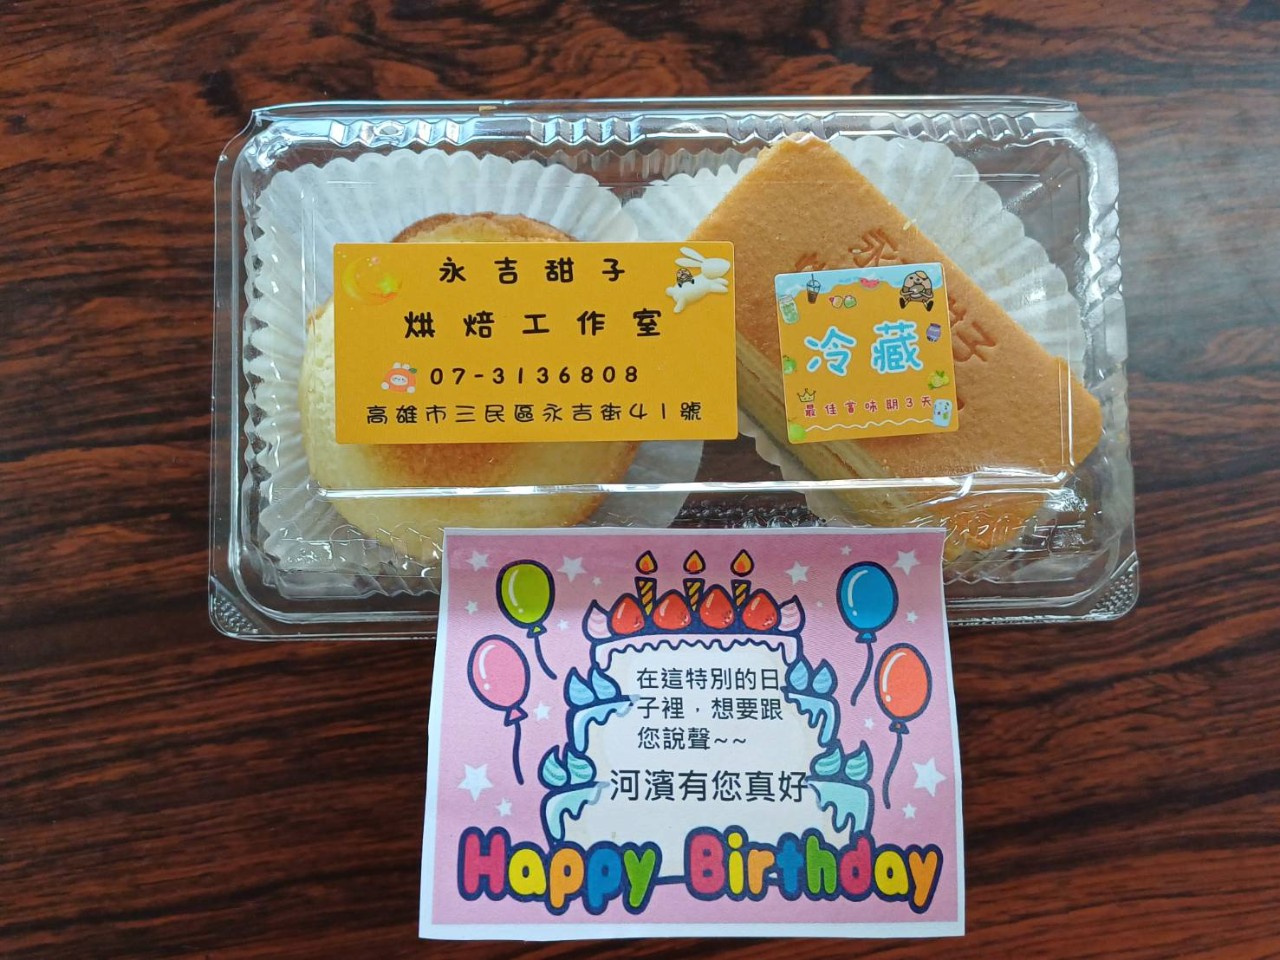 永吉甜子
烘焙工作室
07-3136808
高雄市三民區永吉街41號
冷藏
最佳賞味期3天
在這特別的日
子裡，想要跟
您說聲~~
河濱有您真好
Happy Birthday